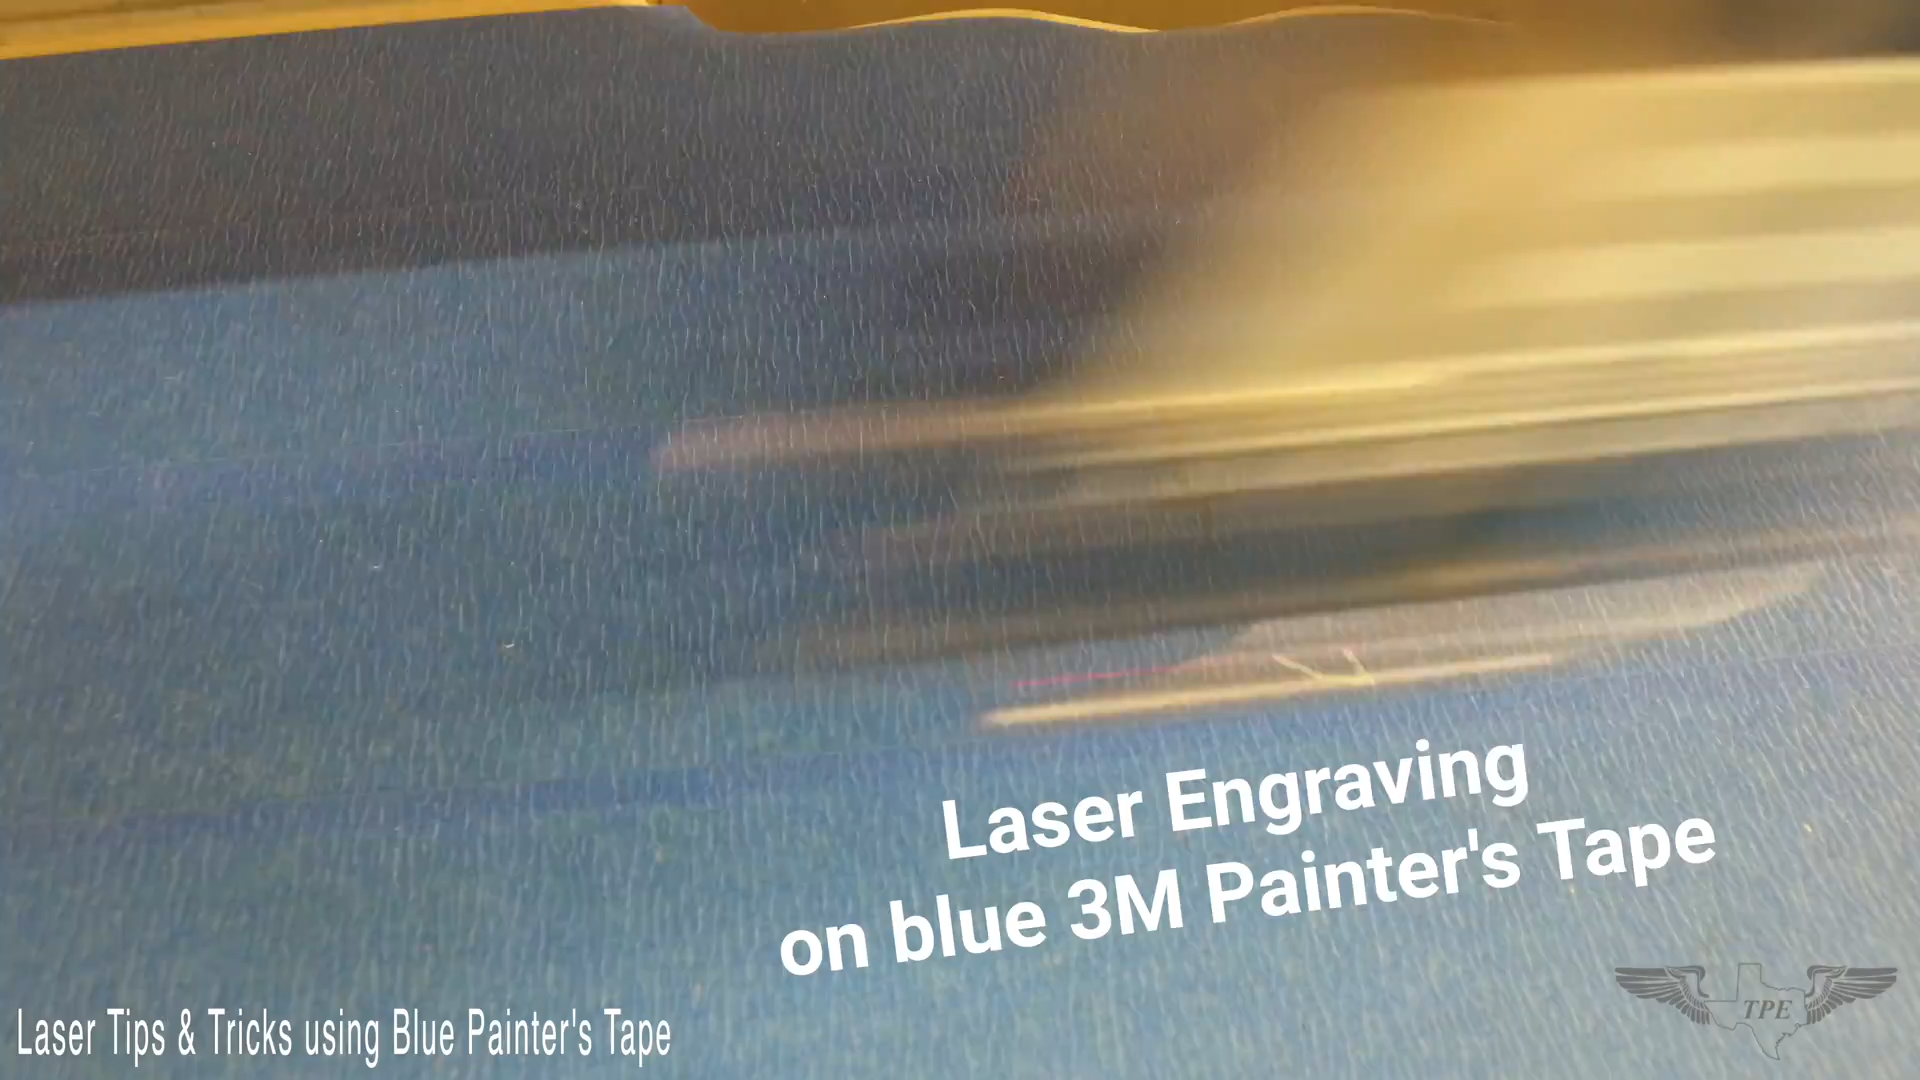 Laser Engraving
on blue 3M Painter's Tape
Laser Tips & Tricks using Blue Painter's Tape
TPE